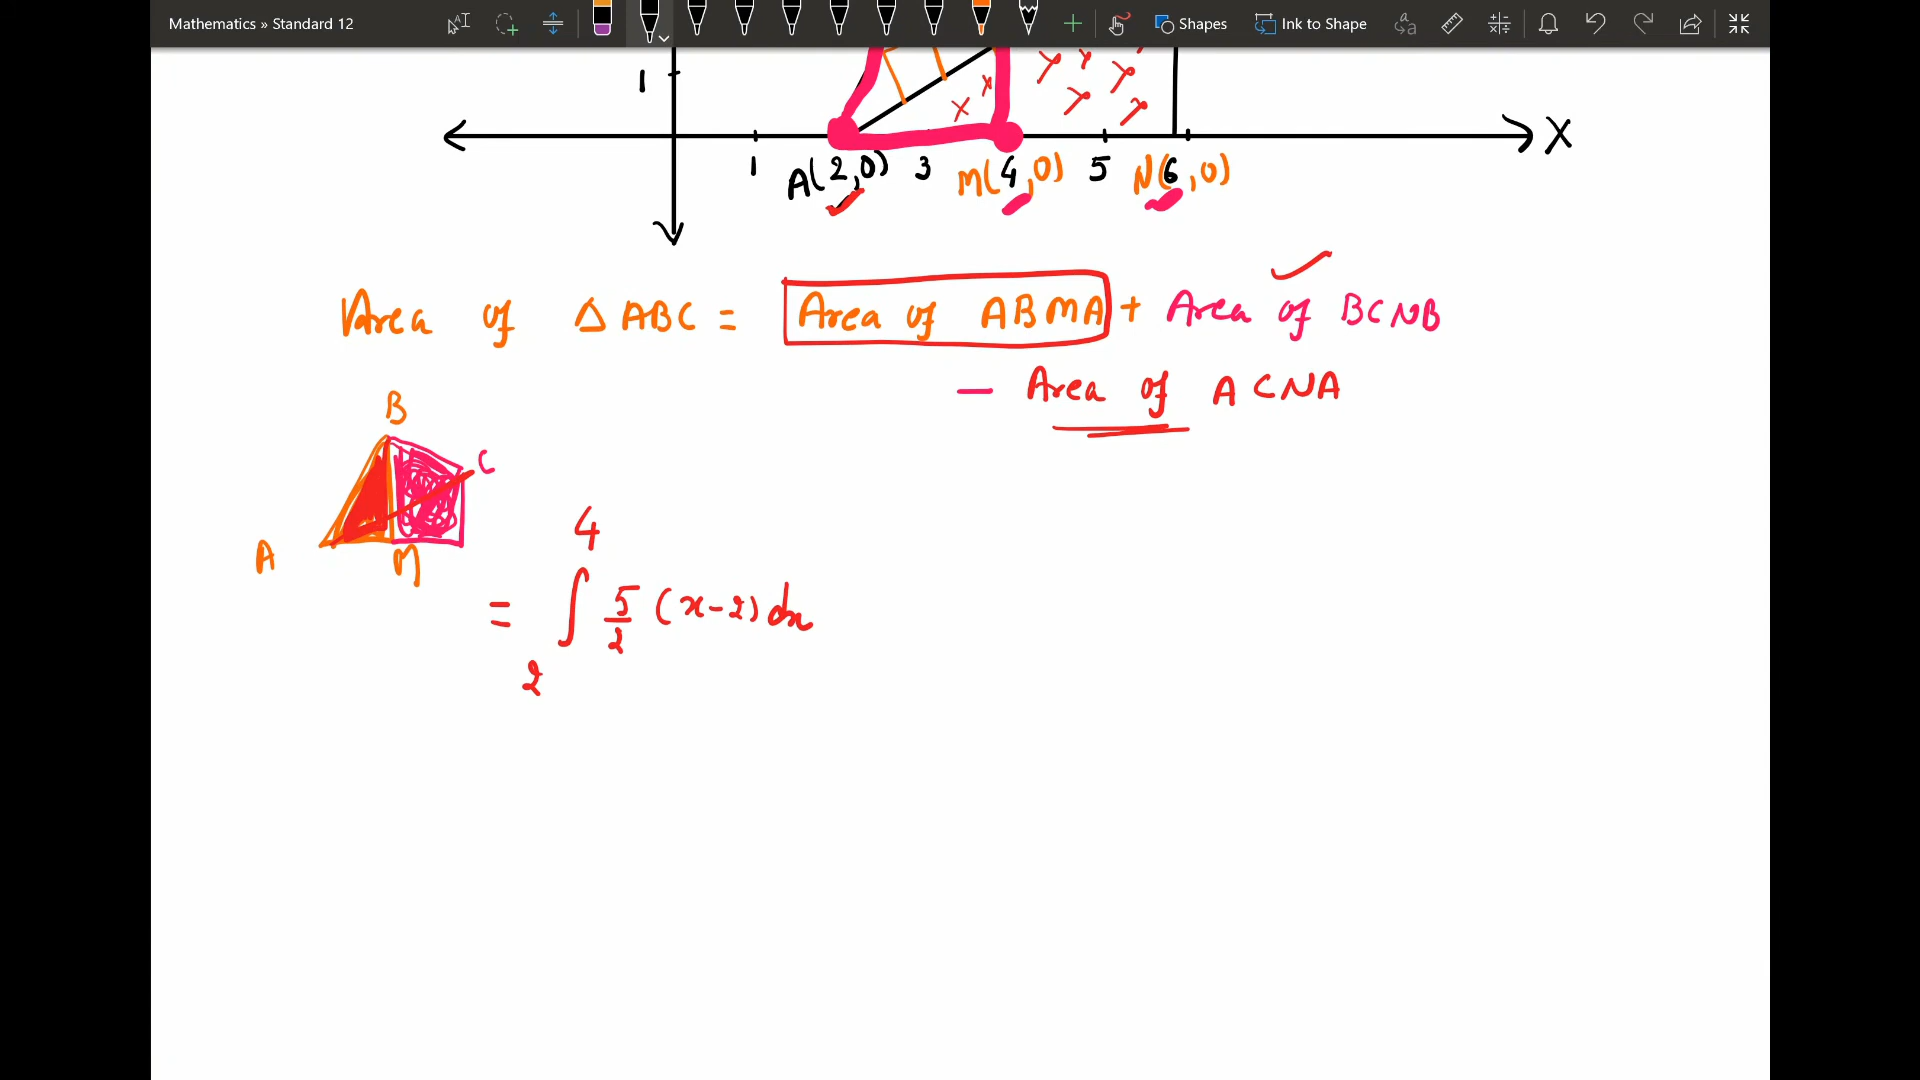 Mathematics » Standard 12
Shapes
Ink to Shape
1
X
1 A(2,0) 3 M(4,0) 5 N(6,0)
Area of Δ ABC = Area of ABMA + Area of BCNB
— Area of ACNA
B
C
A
M
4
= ∫ 5/2 (x-2) dx
2